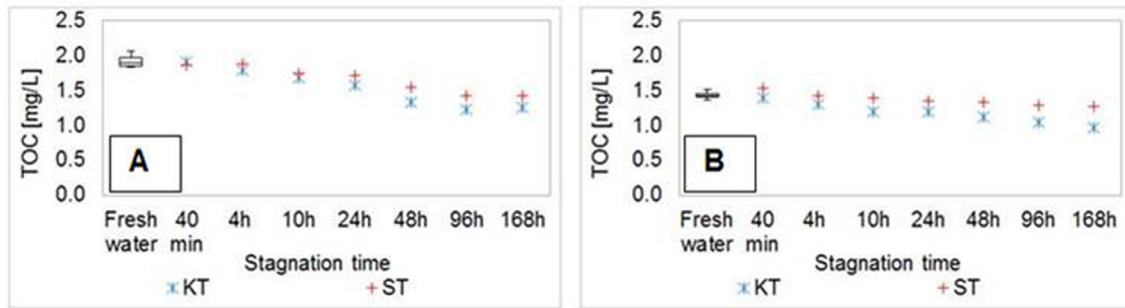 2.5
2.0
1.5
1.0
0.5
0.0
TOC [mg/L]
A
Fresh water
40 min
4h
10h
24h
48h
96h
168h
Stagnation time
KT
ST
2.5
2.0
1.5
1.0
0.5
0.0
TOC [mg/L]
B
Fresh water
40 min
4h
10h
24h
48h
96h
168h
Stagnation time
KT
ST